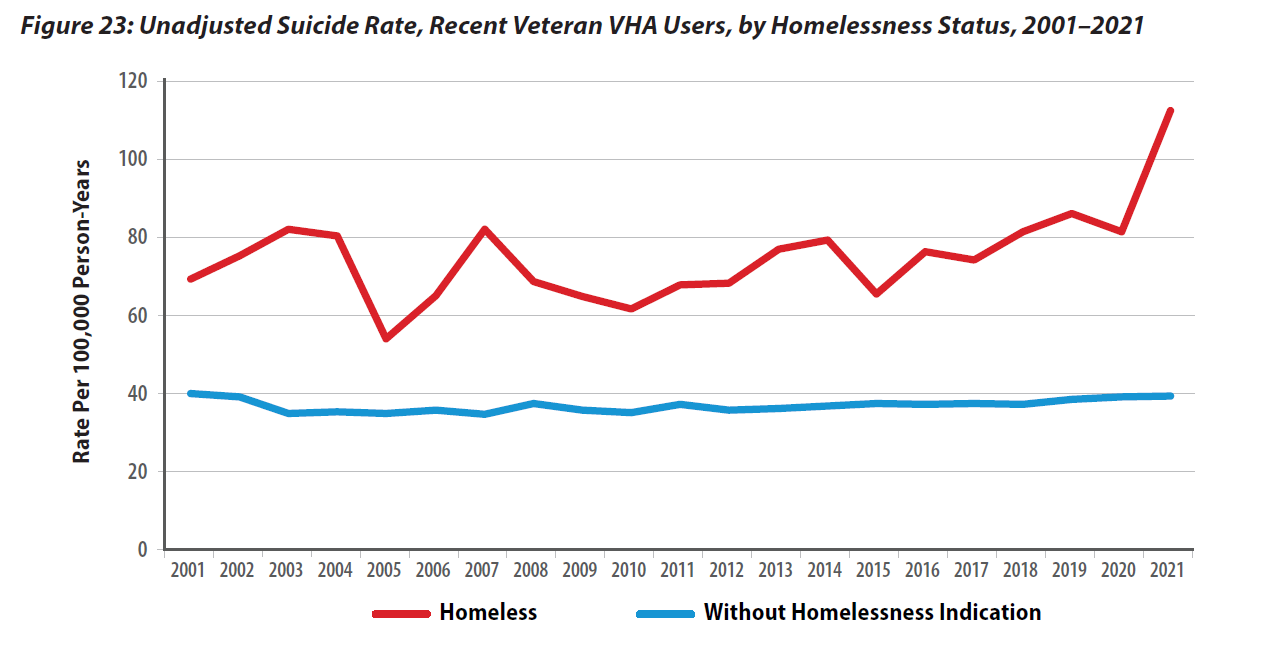 Figure 23: Unadjusted Suicide Rate, Recent Veteran VHA Users, by Homelessness Status, 2001–2021
120
100
80
60
40
20
0
Rate Per 100,000 Person-Years
2001 2002 2003 2004 2005 2006 2007 2008 2009 2010 2011 2012 2013 2014 2015 2016 2017 2018 2019 2020 2021
Homeless Without Homelessness Indication